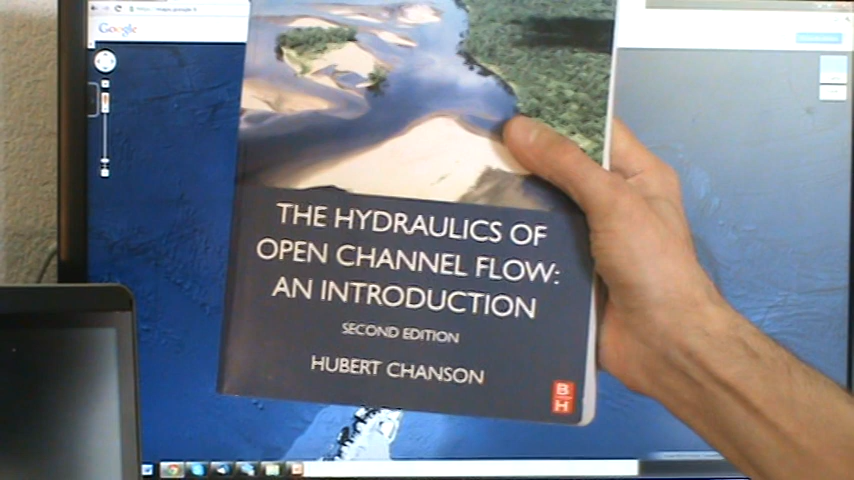 Google
THE HYDRAULICS OF
OPEN CHANNEL FLOW:
AN INTRODUCTION
SECOND EDITION
HUBERT CHANSON
B
H